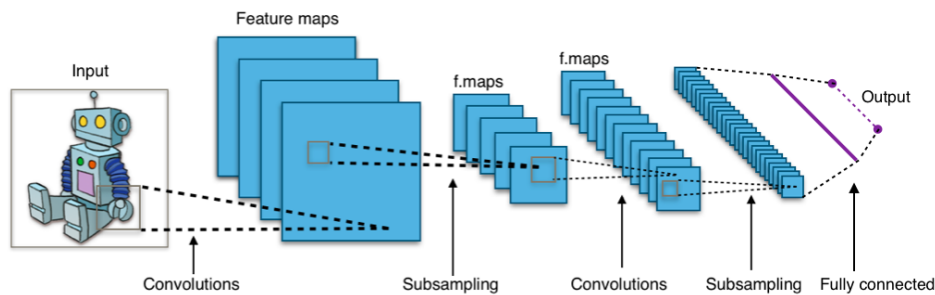 Feature maps
f.maps
f.maps
Input
Output
Convolutions
Subsampling
Convolutions
Subsampling
Fully connected